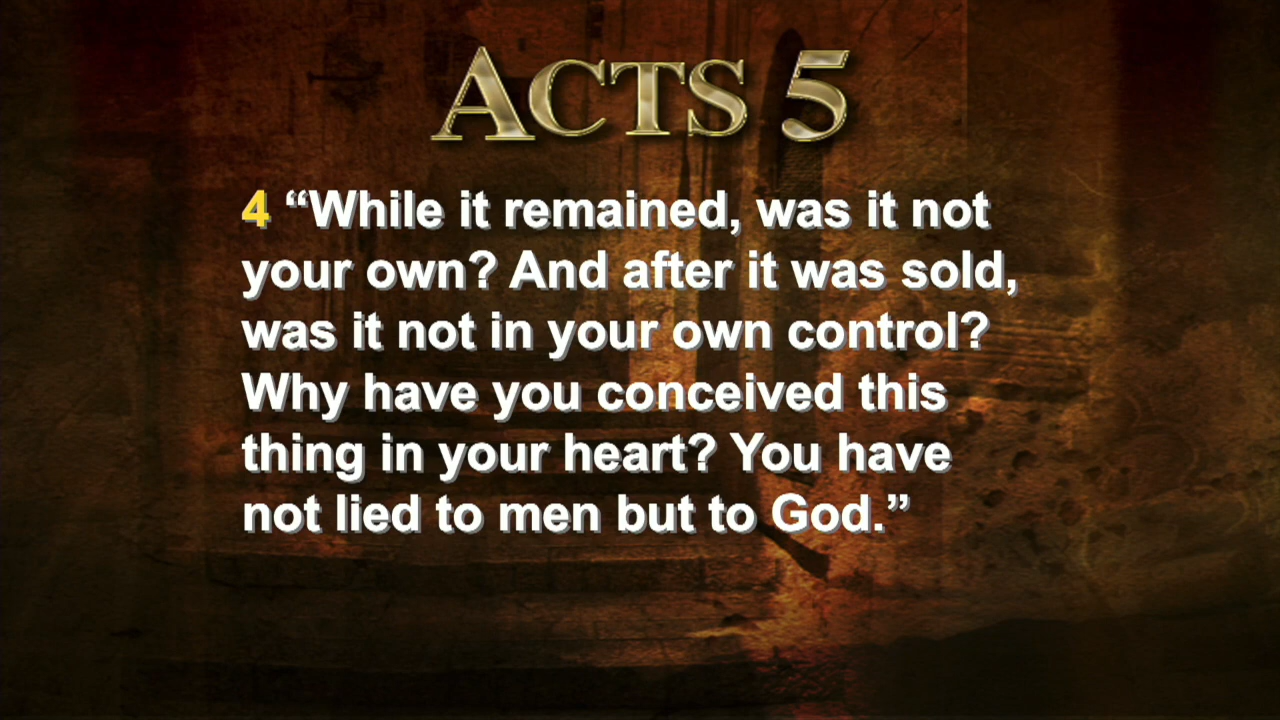 ACTS 5
4 “While it remained, was it not
your own? And after it was sold,
was it not in your own control?
Why have you conceived this
thing in your heart? You have
not lied to men but to God.”